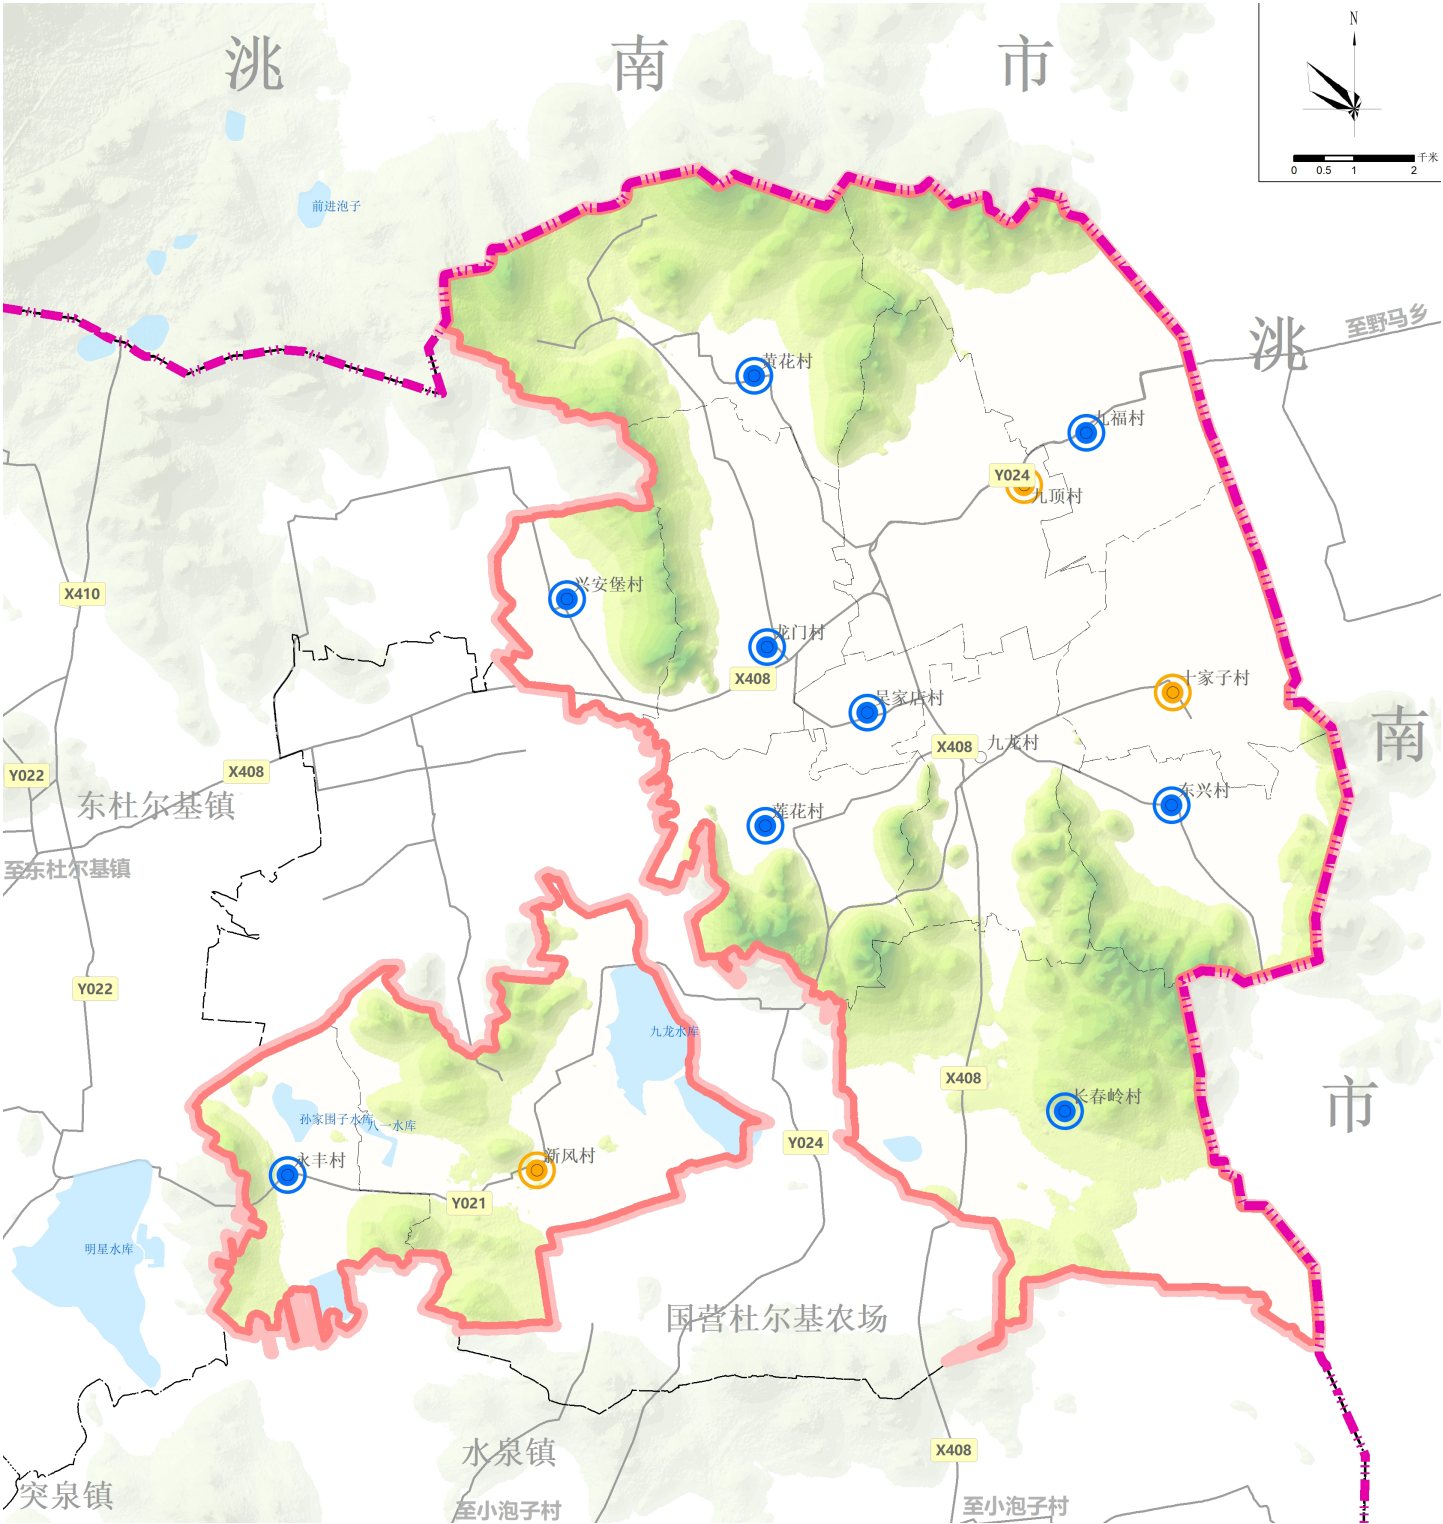 洮
南
市
N
千米
0 0.5 1 2
前进泡子
至野马乡
洮
黄花村
九福村
Y024
九顶村
兴安堡村
X410
龙门村
X408
十家子村
吴家店村
南
X408
九龙村
Y022
X408
东杜尔基镇
东兴村
莲花村
至东杜尔基镇
Y022
九龙水库
X408
市
长春岭村
孙家围子水库
八一水库
Y024
永丰村
新风村
Y021
明星水库
国营杜尔基农场
水泉镇
X408
突泉镇
至小泡子村
至小泡子村